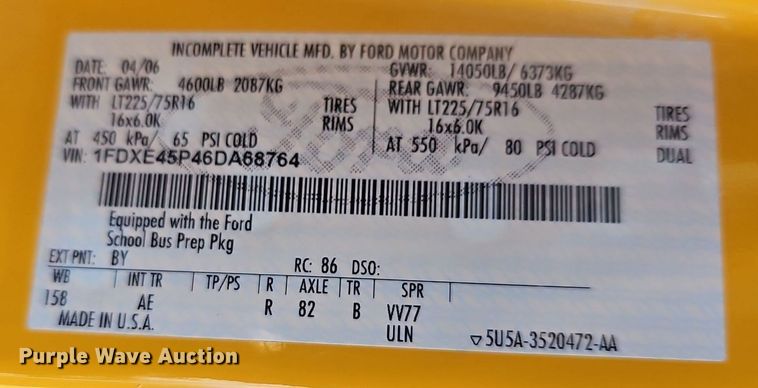 INCOMPLETE VEHICLE MFD. BY FORD MOTOR COMPANY
DATE: 04/06 GVWR: 14050LB/ 6373KG
FRONT GAWR: 4600LB 2087KG REAR GAWR: 9450LB 4287KG
WITH LT225/75R16 TIRES WITH LT225/75R16 TIRES
16x6.0K RIMS 16x6.0K RIMS
AT 450 kPa/ 65 PSI COLD AT 550 kPa/ 80 PSI COLD DUAL
VIN: 1FDXE45P46DA68764
Equipped with the Ford
School Bus Prep Pkg
EXT PNT: BY RC: 86 DSO:
WB INT TR TP/PS R AXLE TR SPR
158 AE R 82 B VV77
MADE IN U.S.A. ULN ▽5U5A-3520472-AA
Purple Wave Auction